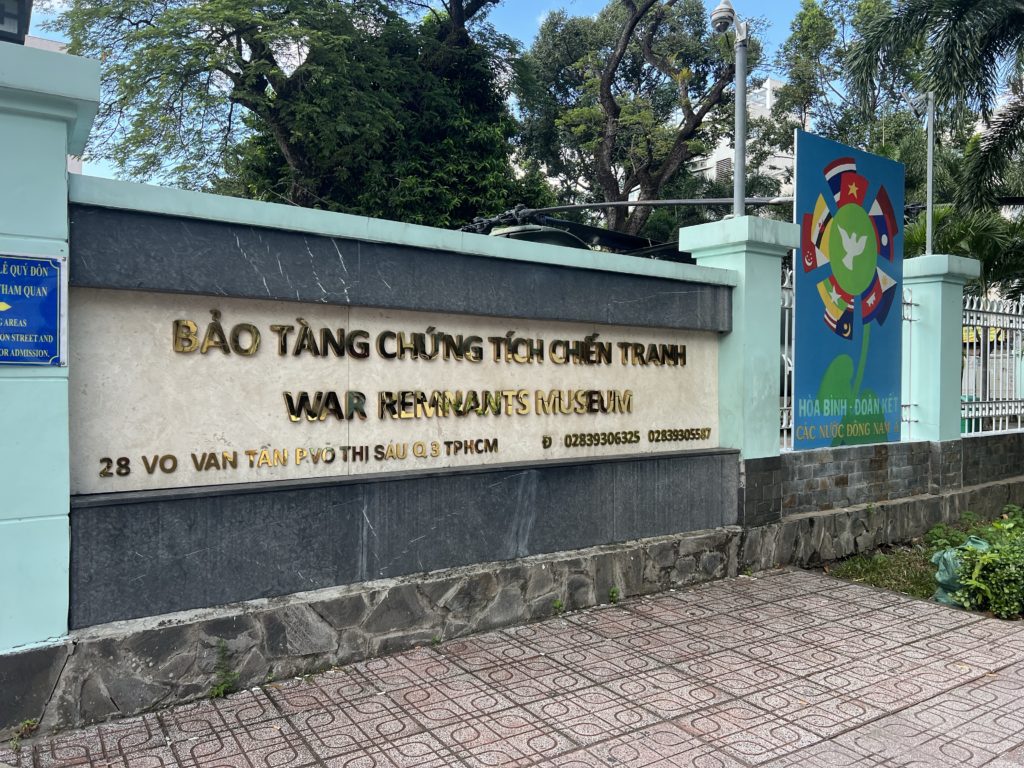 LÊ QUÝ ĐÔN
THAM QUAN
AREAS
ON STREET AND
OR ADMISSION.
BẢO TÀNG CHỨNG TÍCH CHIẾN TRANH
WAR REMNANTS MUSEUM
28 VO VAN TẦN P VÕ THỊ SÁU Q 3 TPHCM Đ 02839306325 02839305587
HÒA BÌNH - ĐOÀN KẾT
CÁC NƯỚC ĐÔNG NAM Á